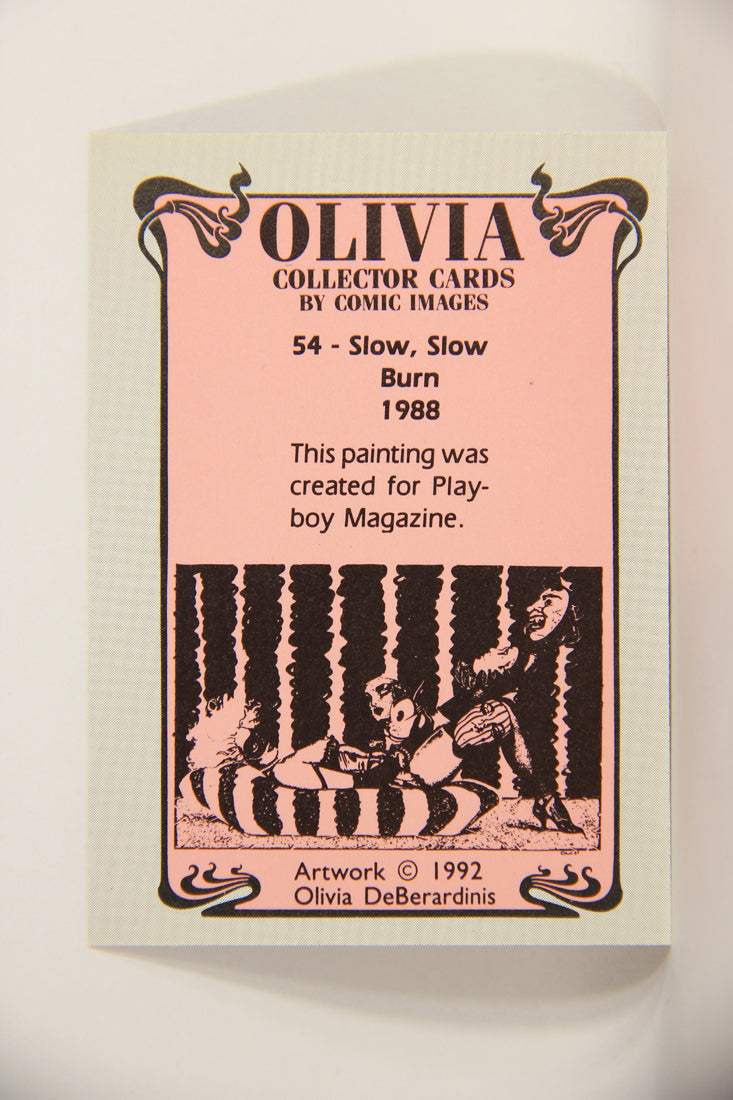 OLIVIA
COLLECTOR CARDS
BY COMIC IMAGES
54 - Slow, Slow
Burn
1988
This painting was
created for Play-
boy Magazine.
Artwork © 1992
Olivia DeBerardinis